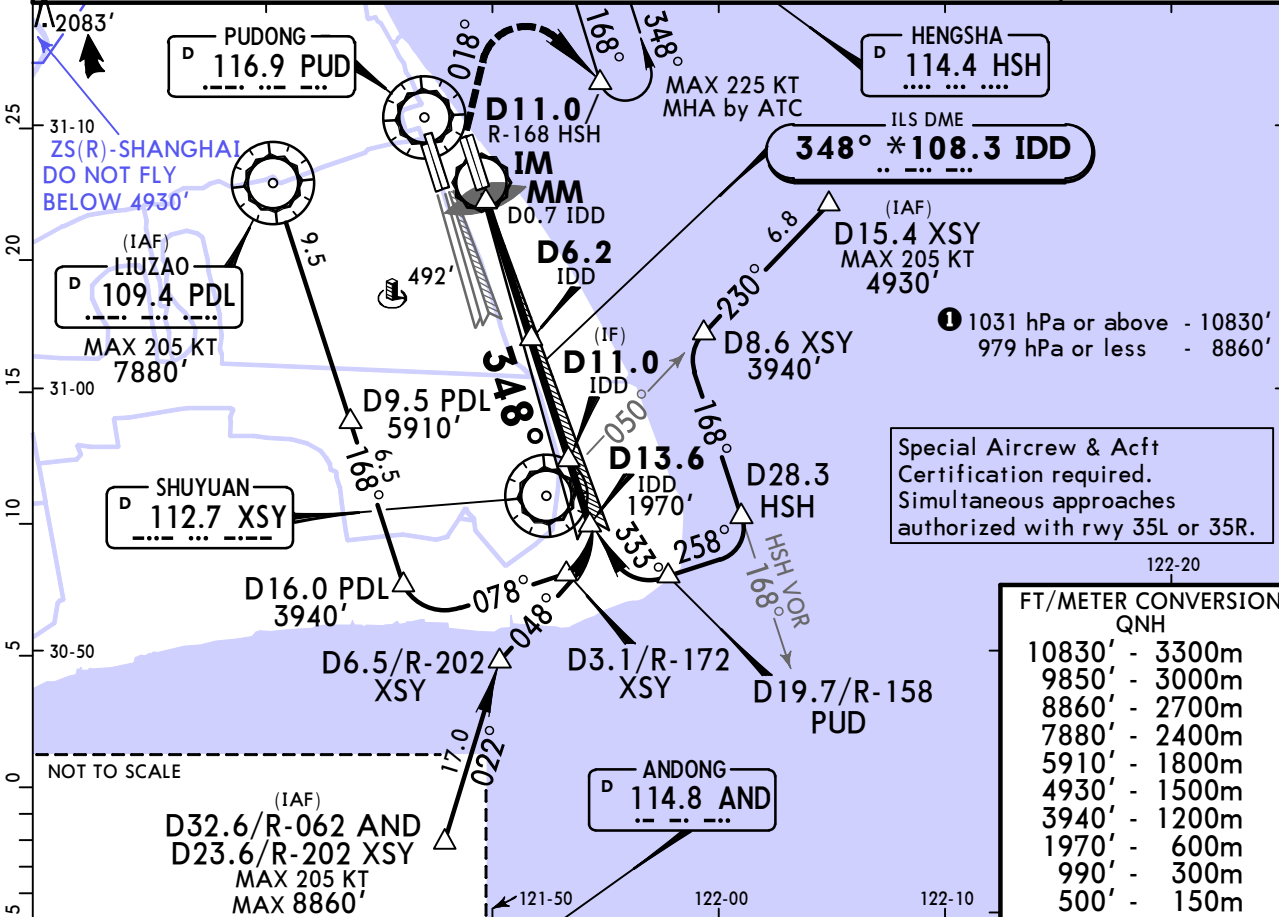 2083'
PUDONG
D 116.9 PUD
018°
168°
348°
MAX 225 KT
MHA by ATC
HENGSHA
D 114.4 HSH
D11.0
R-168 HSH
25
31-10
ZS(R)-SHANGHAI
DO NOT FLY
BELOW 4930'
ILS DME
348° *108.3 IDD
IM
MM
D0.7 IDD
(IAF)
D15.4 XSY
MAX 205 KT
4930'
6.8
230°
20
(IAF)
LIUZAO
D 109.4 PDL
MAX 205 KT
7880'
9.5
492'
D6.2
IDD
(IF)
D11.0
IDD
D8.6 XSY
3940'
1 1031 hPa or above - 10830'
979 hPa or less - 8860'
15
31-00
348°
050°
168°
D9.5 PDL
5910'
6.5
168°
D13.6
IDD
1970'
D28.3
HSH
Special Aircrew & Acft
Certification required.
Simultaneous approaches
authorized with rwy 35L or 35R.
SHUYUAN
D 112.7 XSY
10
333°
258°
HSH VOR
168°
122-20
D16.0 PDL
3940'
078°
048°
5
30-50
D6.5/R-202
XSY
D3.1/R-172
XSY
D19.7/R-158
PUD
FT/METER CONVERSION
QNH
10830' - 3300m
9850' - 3000m
8860' - 2700m
7880' - 2400m
5910' - 1800m
4930' - 1500m
3940' - 1200m
1970' - 600m
990' - 300m
500' - 150m
17.0
022°
0
NOT TO SCALE
(IAF)
D32.6/R-062 AND
D23.6/R-202 XSY
MAX 205 KT
MAX 8860'
ANDONG
D 114.8 AND
5
121-50
122-00
122-10